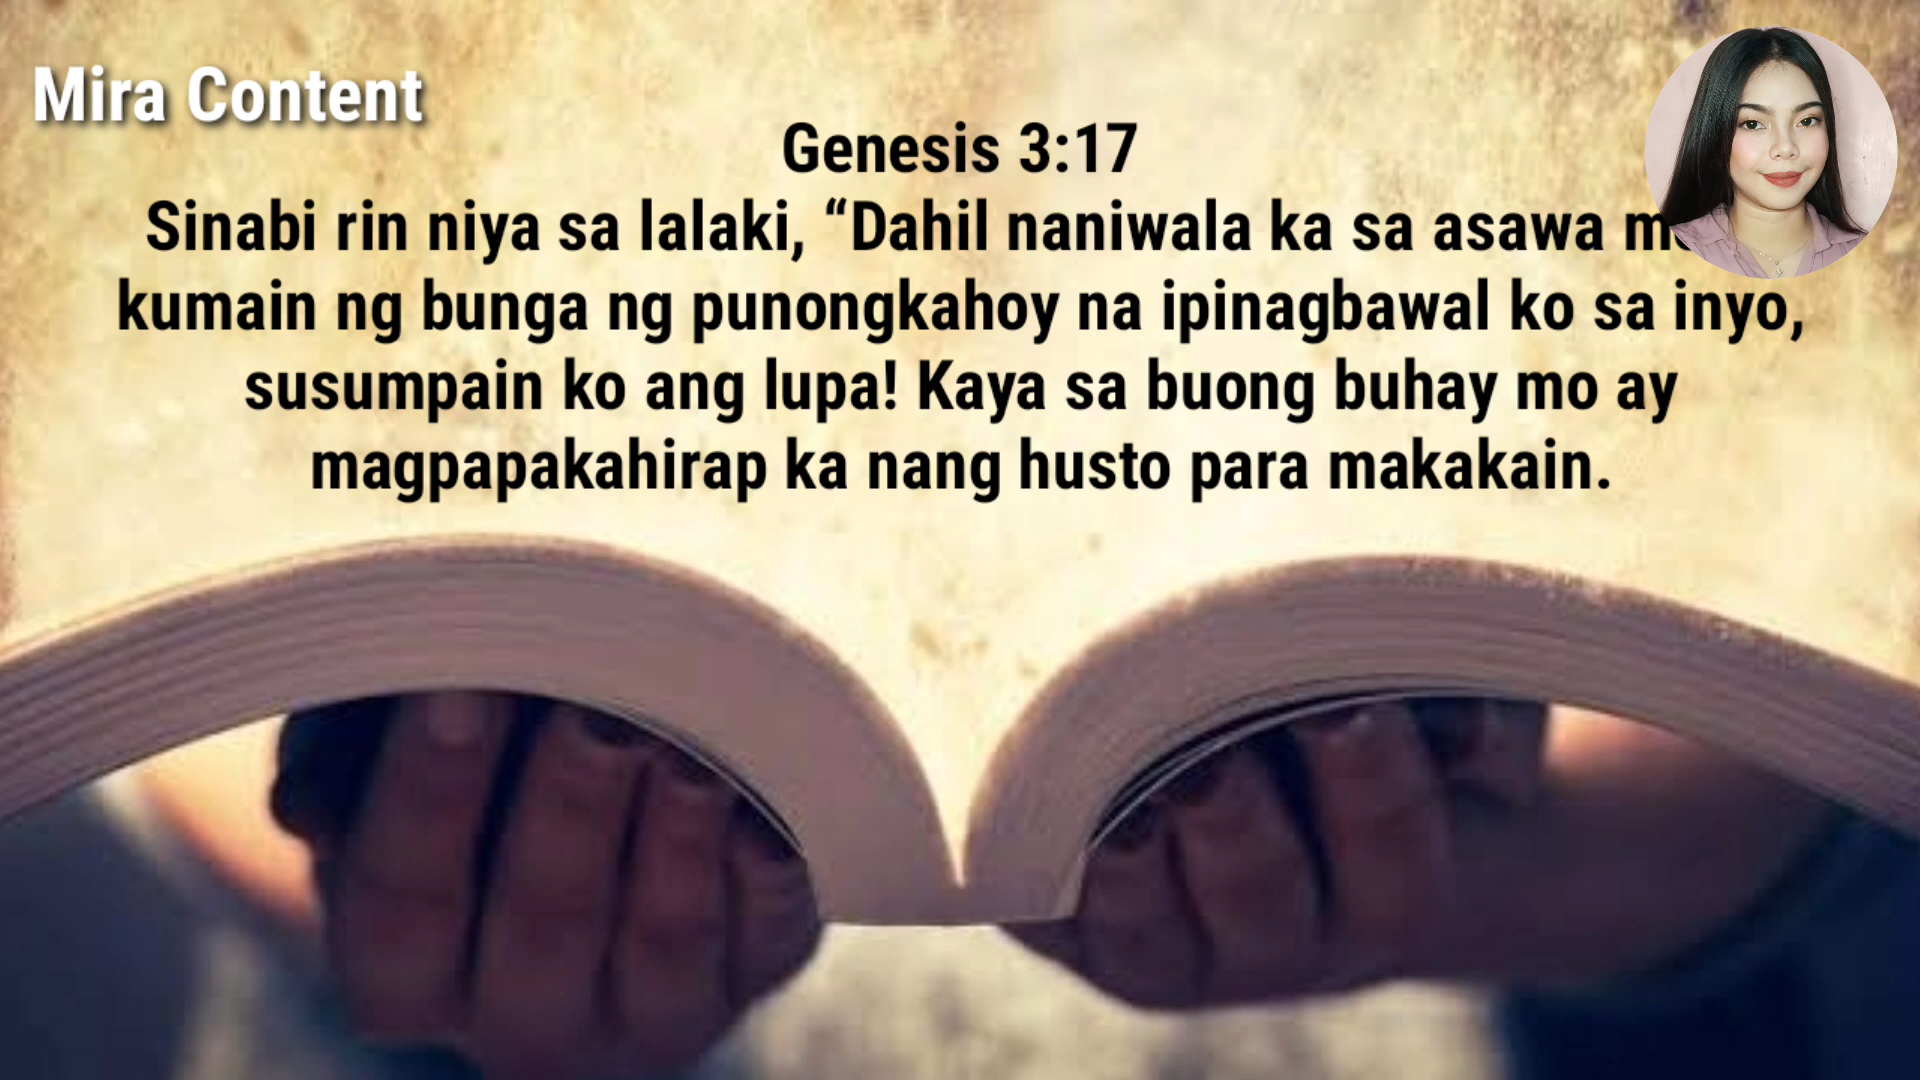 Mira Content
Genesis 3:17
Sinabi rin niya sa lalaki, “Dahil naniwala ka sa asawa
kumain ng bunga ng punongkahoy na ipinagbawal ko sa inyo,
susumpain ko ang lupa! Kaya sa buong buhay mo ay
magpapakahirap ka nang husto para makakain.